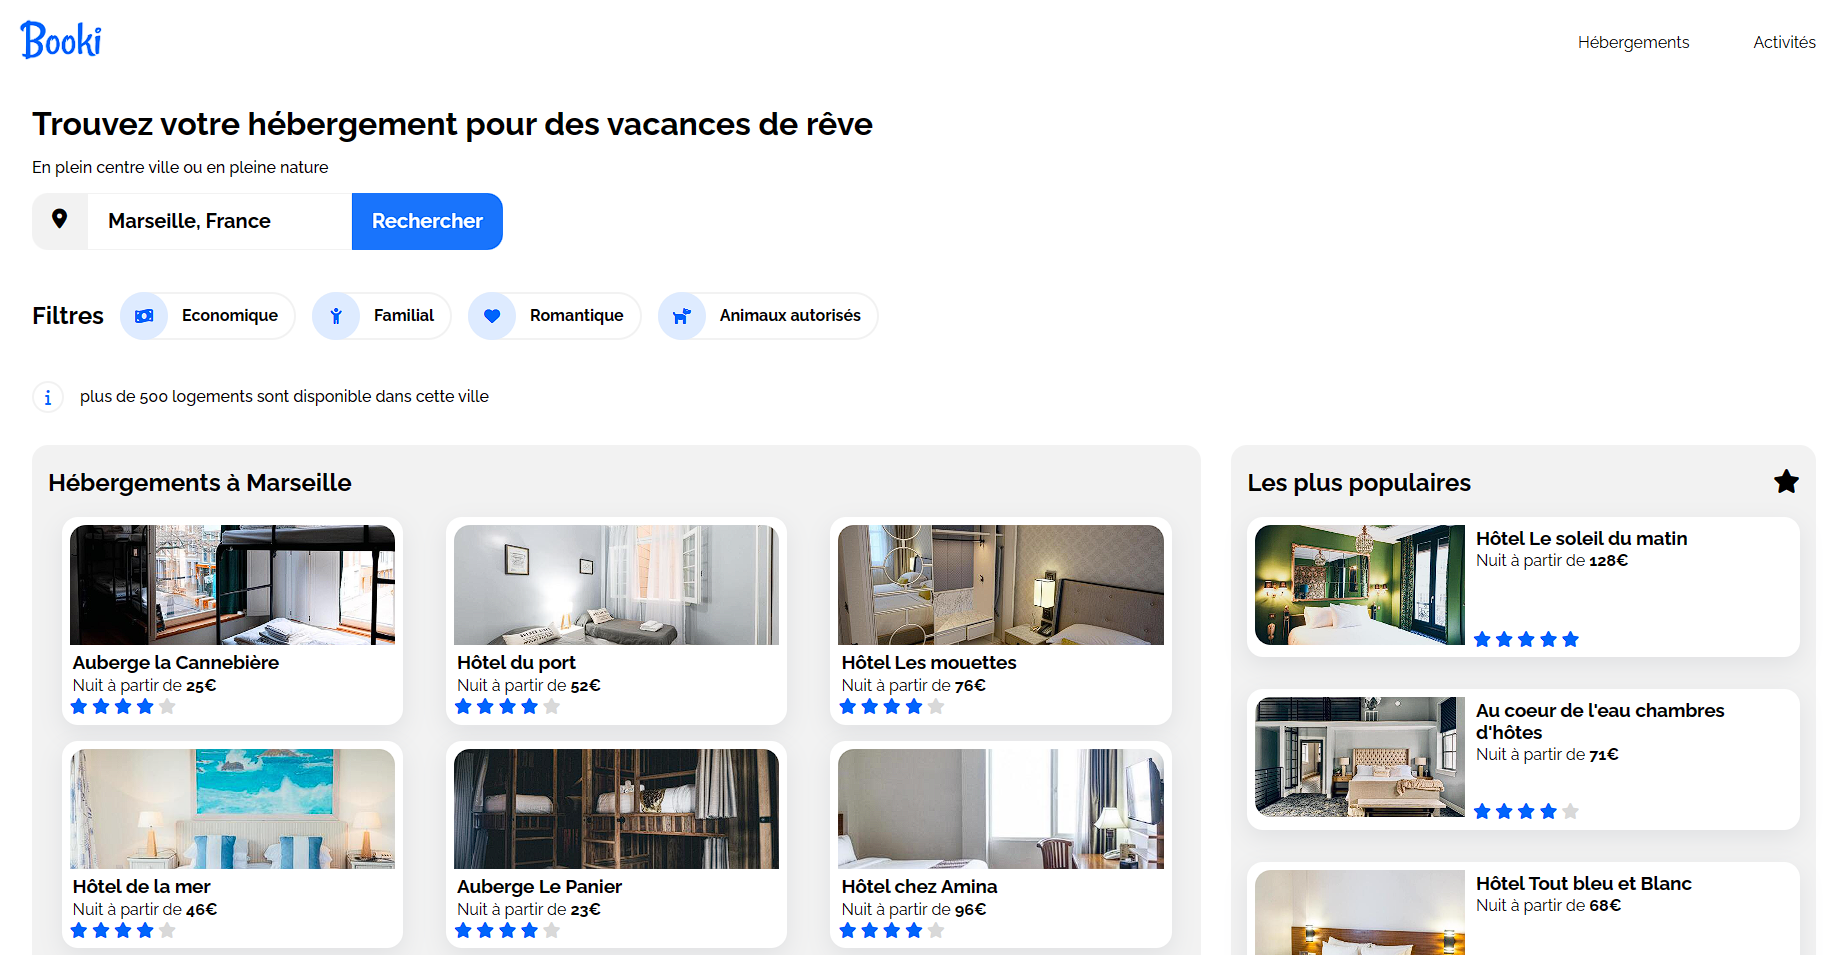 Booki
Hébergements
Activités
Trouvez votre hébergement pour des vacances de rêve
En plein centre ville ou en pleine nature
Marseille, France
Rechercher
Filtres
Economique
Familial
Romantique
Animaux autorisés
plus de 500 logements sont disponible dans cette ville
Hébergements à Marseille
Auberge la Cannebière
Nuit à partir de 25€
Hôtel du port
Nuit à partir de 52€
Hôtel Les mouettes
Nuit à partir de 76€
Hôtel de la mer
Nuit à partir de 46€
Auberge Le Panier
Nuit à partir de 23€
Hôtel chez Amina
Nuit à partir de 96€
Les plus populaires
Hôtel Le soleil du matin
Nuit à partir de 128€
Au coeur de l'eau chambres
d'hôtes
Nuit à partir de 71€
Hôtel Tout bleu et Blanc
Nuit à partir de 68€